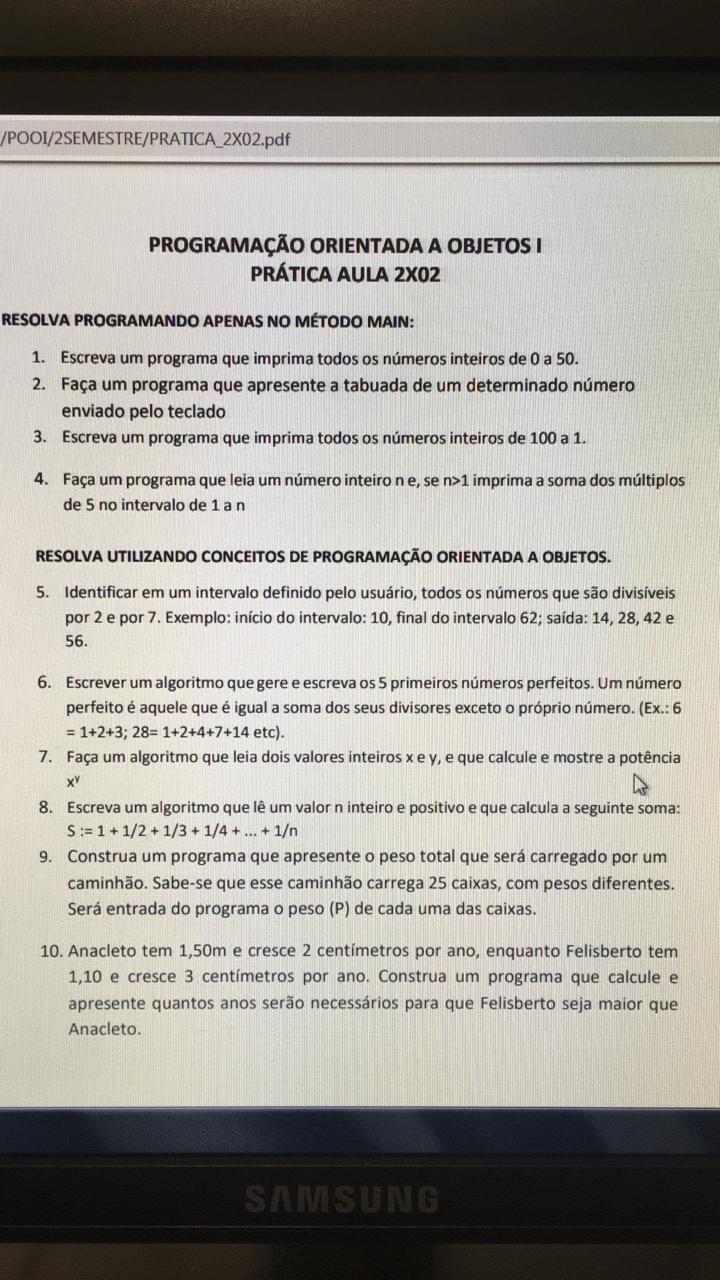 /POOI/2SEMESTRE/PRATICA_2X02.pdf
PROGRAMAÇÃO ORIENTADA A OBJETOS I
PRÁTICA AULA 2X02
RESOLVA PROGRAMANDO APENAS NO MÉTODO MAIN:
1. Escreva um programa que imprima todos os números inteiros de 0 a 50.
2. Faça um programa que apresente a tabuada de um determinado número
enviado pelo teclado
3. Escreva um programa que imprima todos os números inteiros de 100 a 1.
4. Faça um programa que leia um número inteiro n e, se n>1 imprima a soma dos múltiplos
de 5 no intervalo de 1 a n
RESOLVA UTILIZANDO CONCEITOS DE PROGRAMAÇÃO ORIENTADA A OBJETOS.
5. Identificar em um intervalo definido pelo usuário, todos os números que são divisíveis
por 2 e por 7. Exemplo: início do intervalo: 10, final do intervalo 62; saída: 14, 28, 42 e
56.
6. Escrever um algoritmo que gere e escreva os 5 primeiros números perfeitos. Um número
perfeito é aquele que é igual a soma dos seus divisores exceto o próprio número. (Ex.: 6
= 1+2+3; 28= 1+2+4+7+14 etc).
7. Faça um algoritmo que leia dois valores inteiros x e y, e que calcule e mostre a potência
xʸ
8. Escreva um algoritmo que lê um valor n inteiro e positivo e que calcula a seguinte soma:
S := 1 + 1/2 + 1/3 + 1/4 + ... + 1/n
9. Construa um programa que apresente o peso total que será carregado por um
caminhão. Sabe-se que esse caminhão carrega 25 caixas, com pesos diferentes.
Será entrada do programa o peso (P) de cada uma das caixas.
10. Anacleto tem 1,50m e cresce 2 centímetros por ano, enquanto Felisberto tem
1,10 e cresce 3 centímetros por ano. Construa um programa que calcule e
apresente quantos anos serão necessários para que Felisberto seja maior que
Anacleto.
SAMSUNG